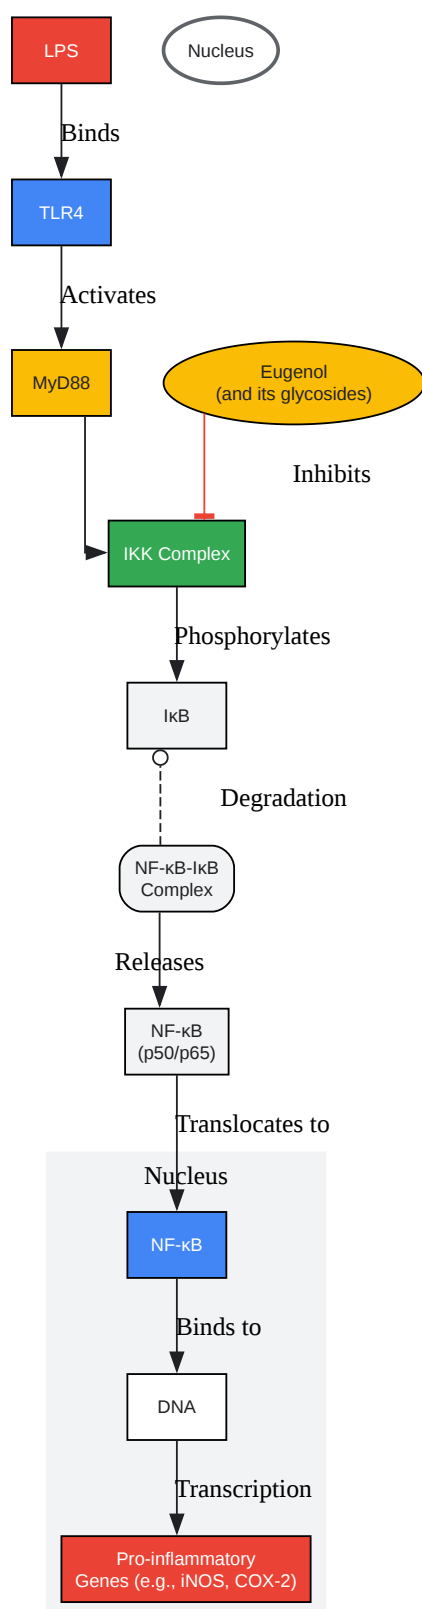 LPS
Nucleus
Binds
TLR4
Activates
MyD88
Eugenol
(and its glycosides)
Inhibits
IKK Complex
Phosphorylates
IκB
Degradation
NF-κB-IκB
Complex
Releases
NF-κB
(p50/p65)
Translocates to
Nucleus
NF-κB
Binds to
DNA
Transcription
Pro-inflammatory
Genes (e.g., iNOS, COX-2)